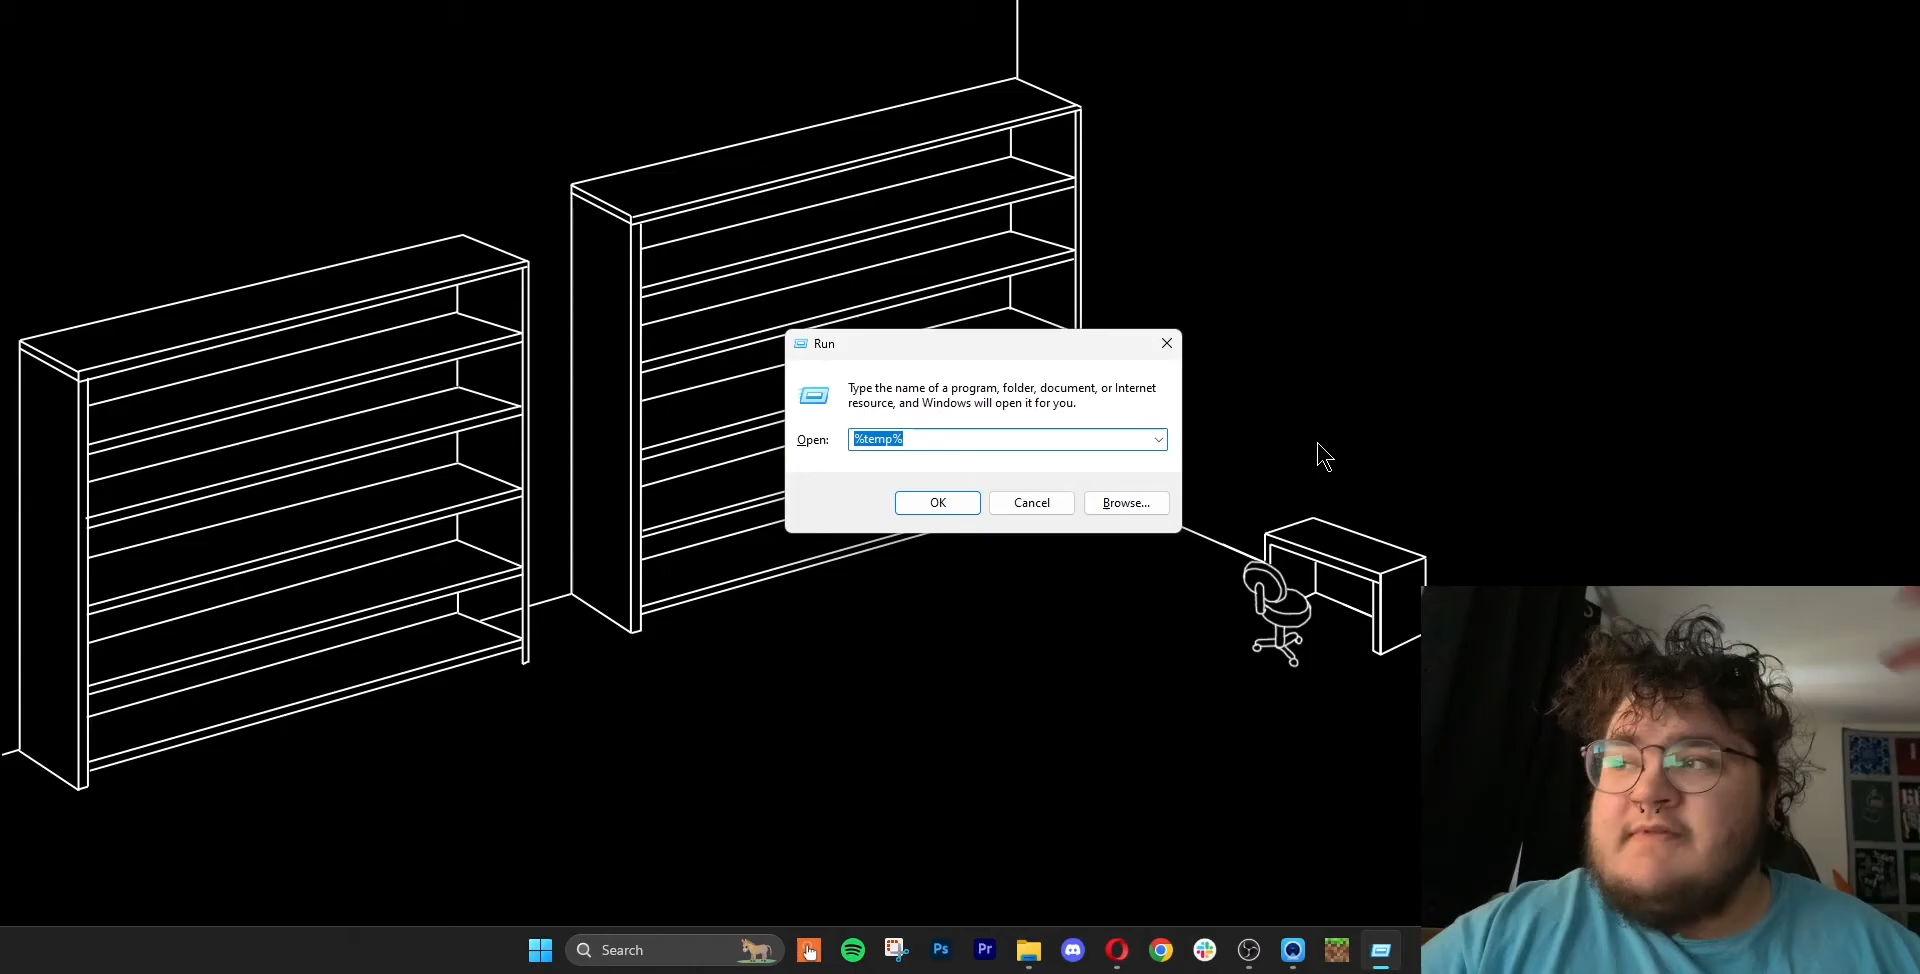 Run
Type the name of a program, folder, document, or Internet
resource, and Windows will open it for you.
Open:
%temp%
OK
Cancel
Browse...
Search
Ps
Pr